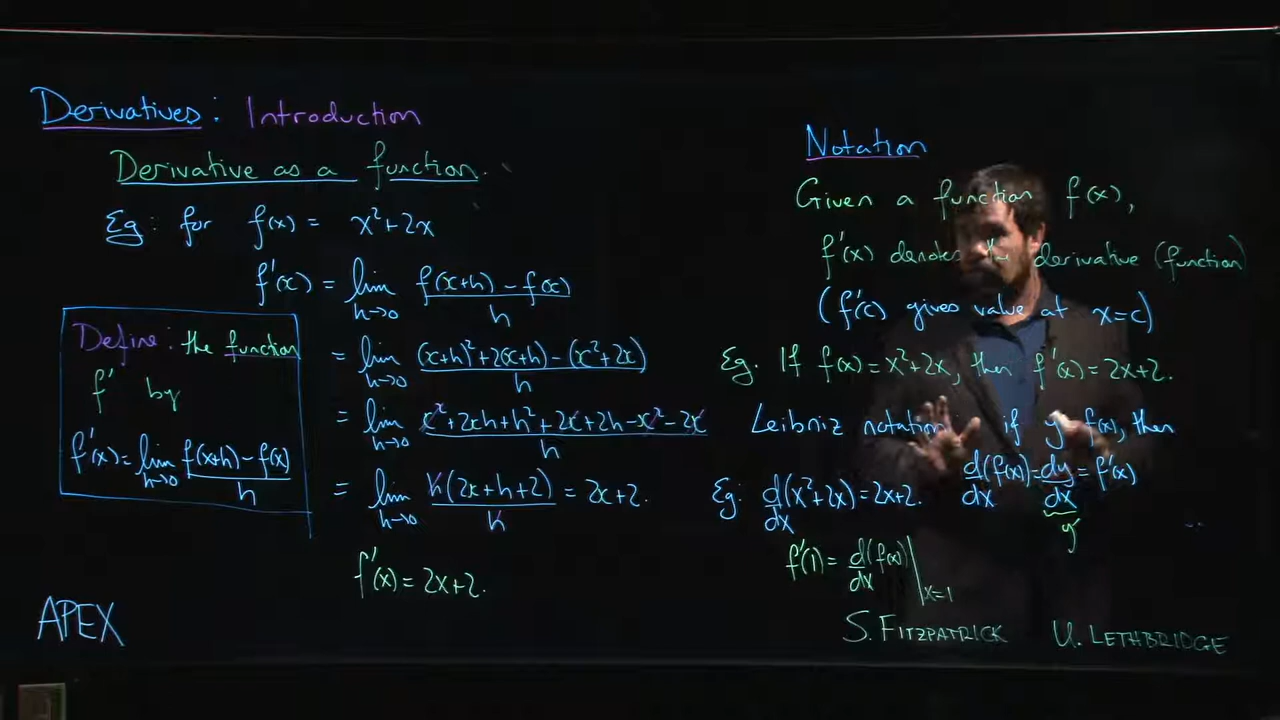 Derivatives: Introduction
Derivative as a function.
Eg: for f(x) = x²+2x
f'(x) = lim h→0 f(x+h) - f(x) / h
= lim h→0 (x+h)²+2(x+h)-(x²+2x) / h
= lim h→0 x²+2xh+h²+2x+2h-x²-2x / h
= lim h→0 h(2x+h+2) / h = 2x+2.
f'(x) = 2x+2.
Define: the function
f' by
f'(x) = lim h→0 f(x+h)-f(x) / h
APEX
Notation
Given a function f(x),
f'(x) denotes derivative (function)
(f'(c) gives value at x=c)
Eg. If f(x)=x²+2x, then f'(x)=2x+2.
Leibniz notation if y f(x), then
d/dx (f(x)) = dy/dx = f'(x)
y'
Eg: d/dx (x²+2x) = 2x+2.
f'(1) = d/dx (f(x)) | x=1
S. FITZPATRICK U. LETHBRIDGE